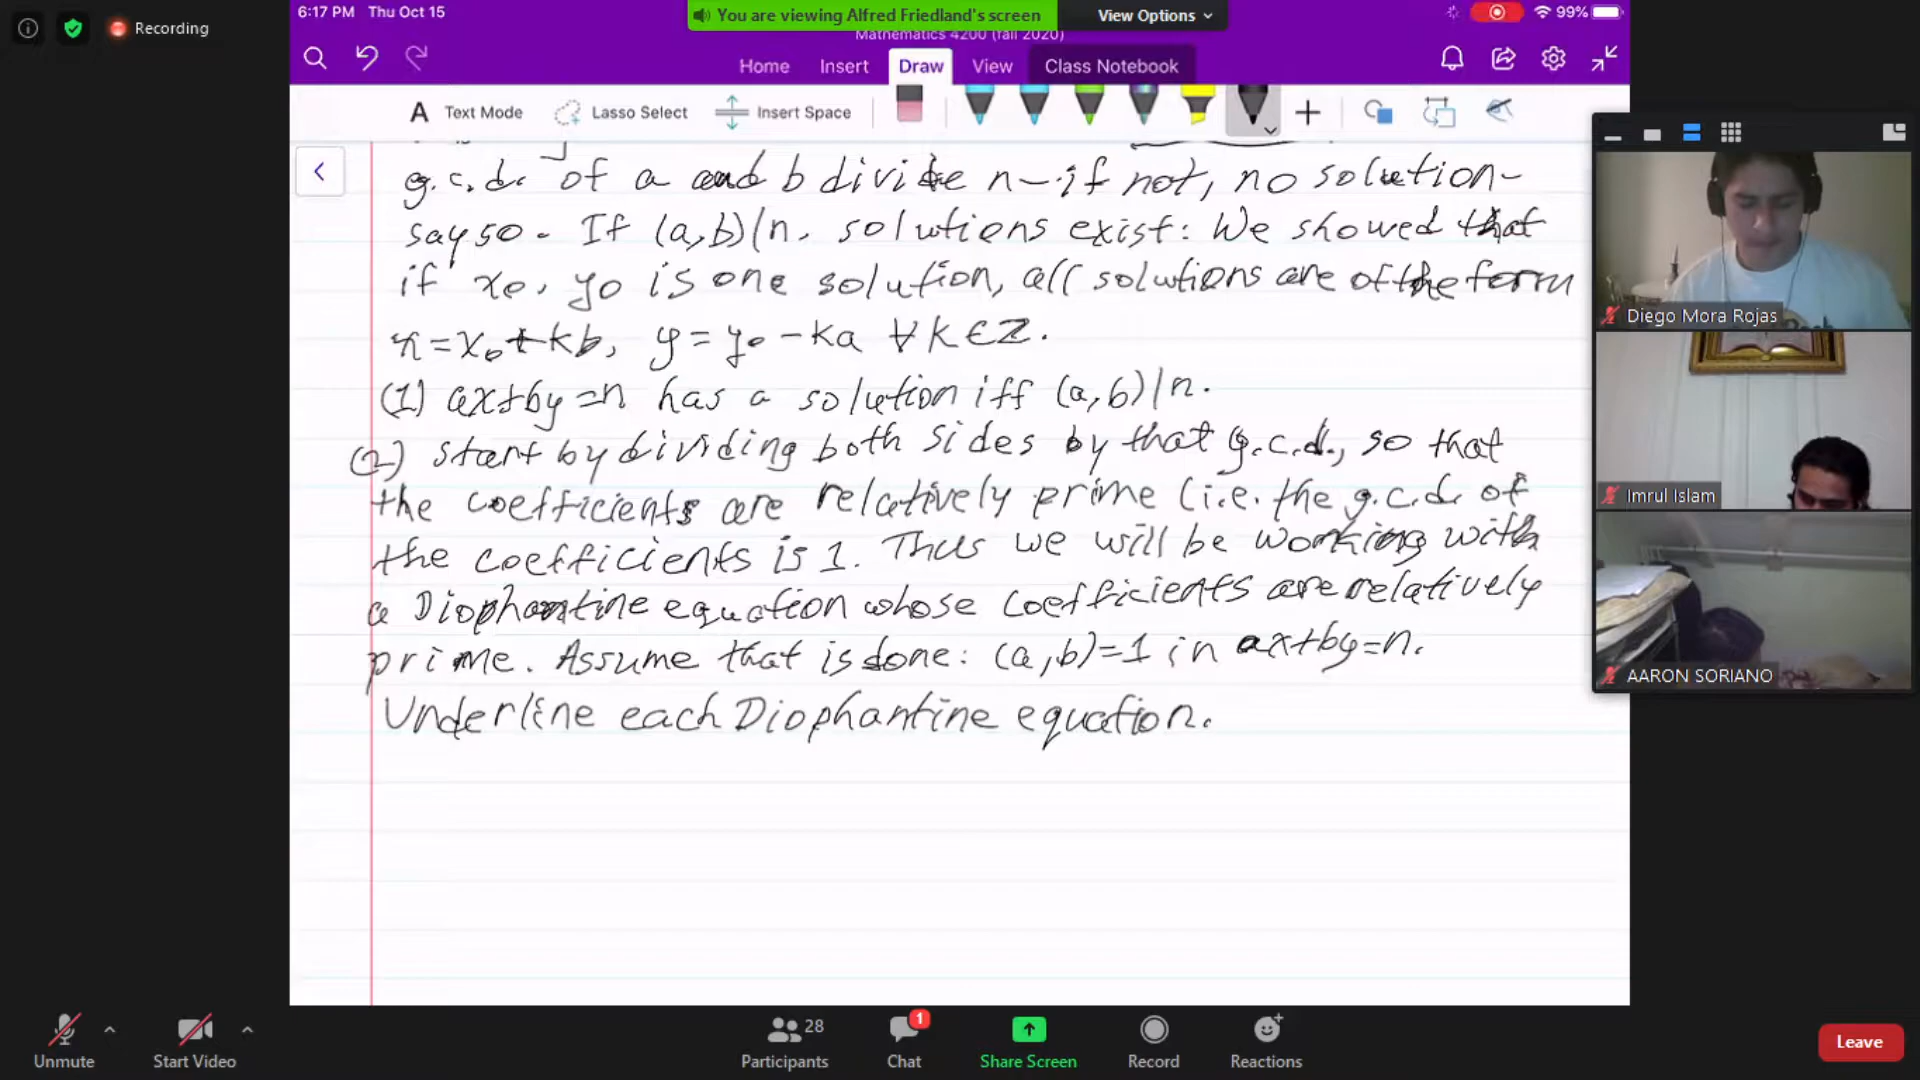 6:17 PM Thu Oct 15
Recording
You are viewing Alfred Friedland's screen
View Options
99%
Mathematics 4200 (fall 2020)
Home Insert Draw View Class Notebook
A Text Mode Lasso Select Insert Space
g.c.d. of a and b divide n—if not, no solution-
say so. If (a,b)|n. solutions exist: We showed that
if x₀, y₀ is one solution, all solutions are of the form
x=x₀+kb, y=y₀-ka ∀k∈ℤ.
(1) ax+by=n has a solution iff (a,b)|n.
(2) start by dividing both sides by that g.c.d., so that
the coefficients are relatively prime (i.e. the g.c.d. of
the coefficients is 1. Thus we will be working with
a Diophantine equation whose coefficients are relatively
prime. Assume that is done: (a,b)=1 in ax+by=n.
Underline each Diophantine equation.
Diego Mora Rojas
Imrul Islam
AARON SORIANO
Unmute
Start Video
28
Participants
1
Chat
Share Screen
Record
Reactions
Leave